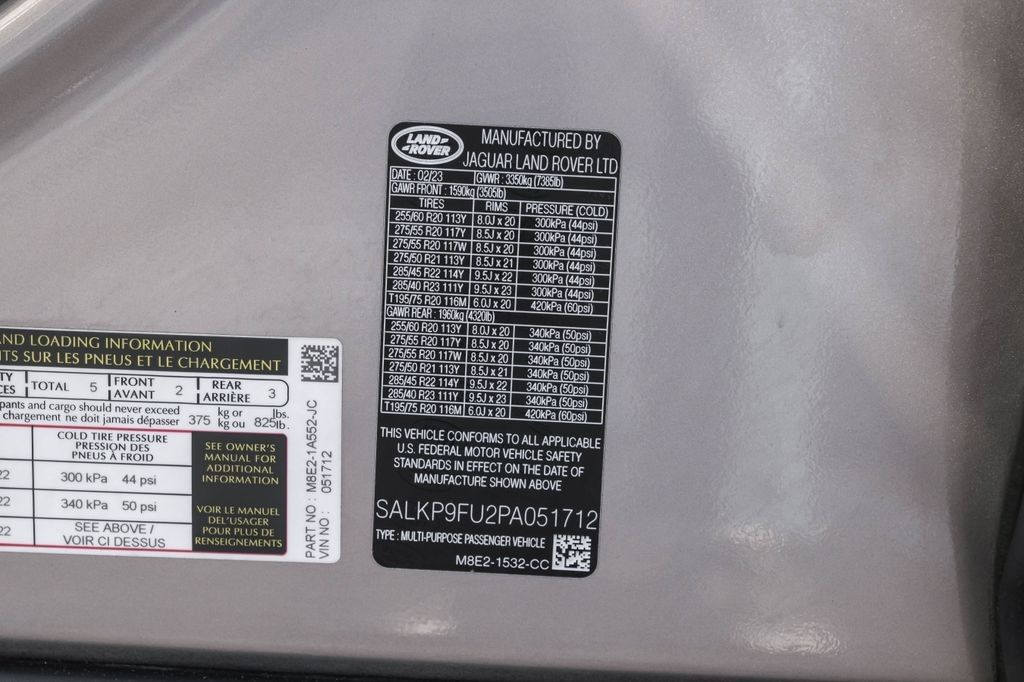 LAND-
-ROVER
MANUFACTURED BY
JAGUAR LAND ROVER LTD
DATE : 02/23 GVWR : 3350kg (7385lb)
GAWR FRONT : 1590kg (3505lb)
TIRES RIMS PRESSURE (COLD)
255/60 R20 113Y 8.0J x 20 300kPa (44psi)
275/55 R20 117Y 8.5J x 20 300kPa (44psi)
275/55 R20 117W 8.5J x 20 300kPa (44psi)
275/50 R21 113Y 8.5J x 21 300kPa (44psi)
285/45 R22 114Y 9.5J x 22 300kPa (44psi)
285/40 R23 111Y 9.5J x 23 300kPa (44psi)
T195/75 R20 116M 6.0J x 20 420kPa (60psi)
GAWR REAR : 1960kg (4320lb)
255/60 R20 113Y 8.0J x 20 340kPa (50psi)
275/55 R20 117Y 8.5J x 20 340kPa (50psi)
275/55 R20 117W 8.5J x 20 340kPa (50psi)
275/50 R21 113Y 8.5J x 21 340kPa (50psi)
285/45 R22 114Y 9.5J x 22 340kPa (50psi)
285/40 R23 111Y 9.5J x 23 340kPa (50psi)
T195/75 R20 116M 6.0J x 20 420kPa (60psi)
THIS VEHICLE CONFORMS TO ALL APPLICABLE
U.S. FEDERAL MOTOR VEHICLE SAFETY
STANDARDS IN EFFECT ON THE DATE OF
MANUFACTURE SHOWN ABOVE
SALKP9FU2PA051712
TYPE : MULTI-PURPOSE PASSENGER VEHICLE
M8E2-1532-CC
AND LOADING INFORMATION
SUR LES PNEUS ET LE CHARGEMENT
TOTAL 5 FRONT 2 REAR 3
AVANT ARRIÈRE
and cargo should never exceed 375 kg or 825 lbs.
chargement ne doit jamais dépasser kg ou lb.
COLD TIRE PRESSURE
PRESSION DES
PNEUS À FROID
22 300 kPa 44 psi
22 340 kPa 50 psi
22 SEE ABOVE /
VOIR CI DESSUS
SEE OWNER'S
MANUAL FOR
ADDITIONAL
INFORMATION
VOIR LE MANUEL
DEL'USAGER
POUR PLUS DE
RENSEIGNEMENTS
PART NO : M8E2-1A552-JC
VIN NO : 051712